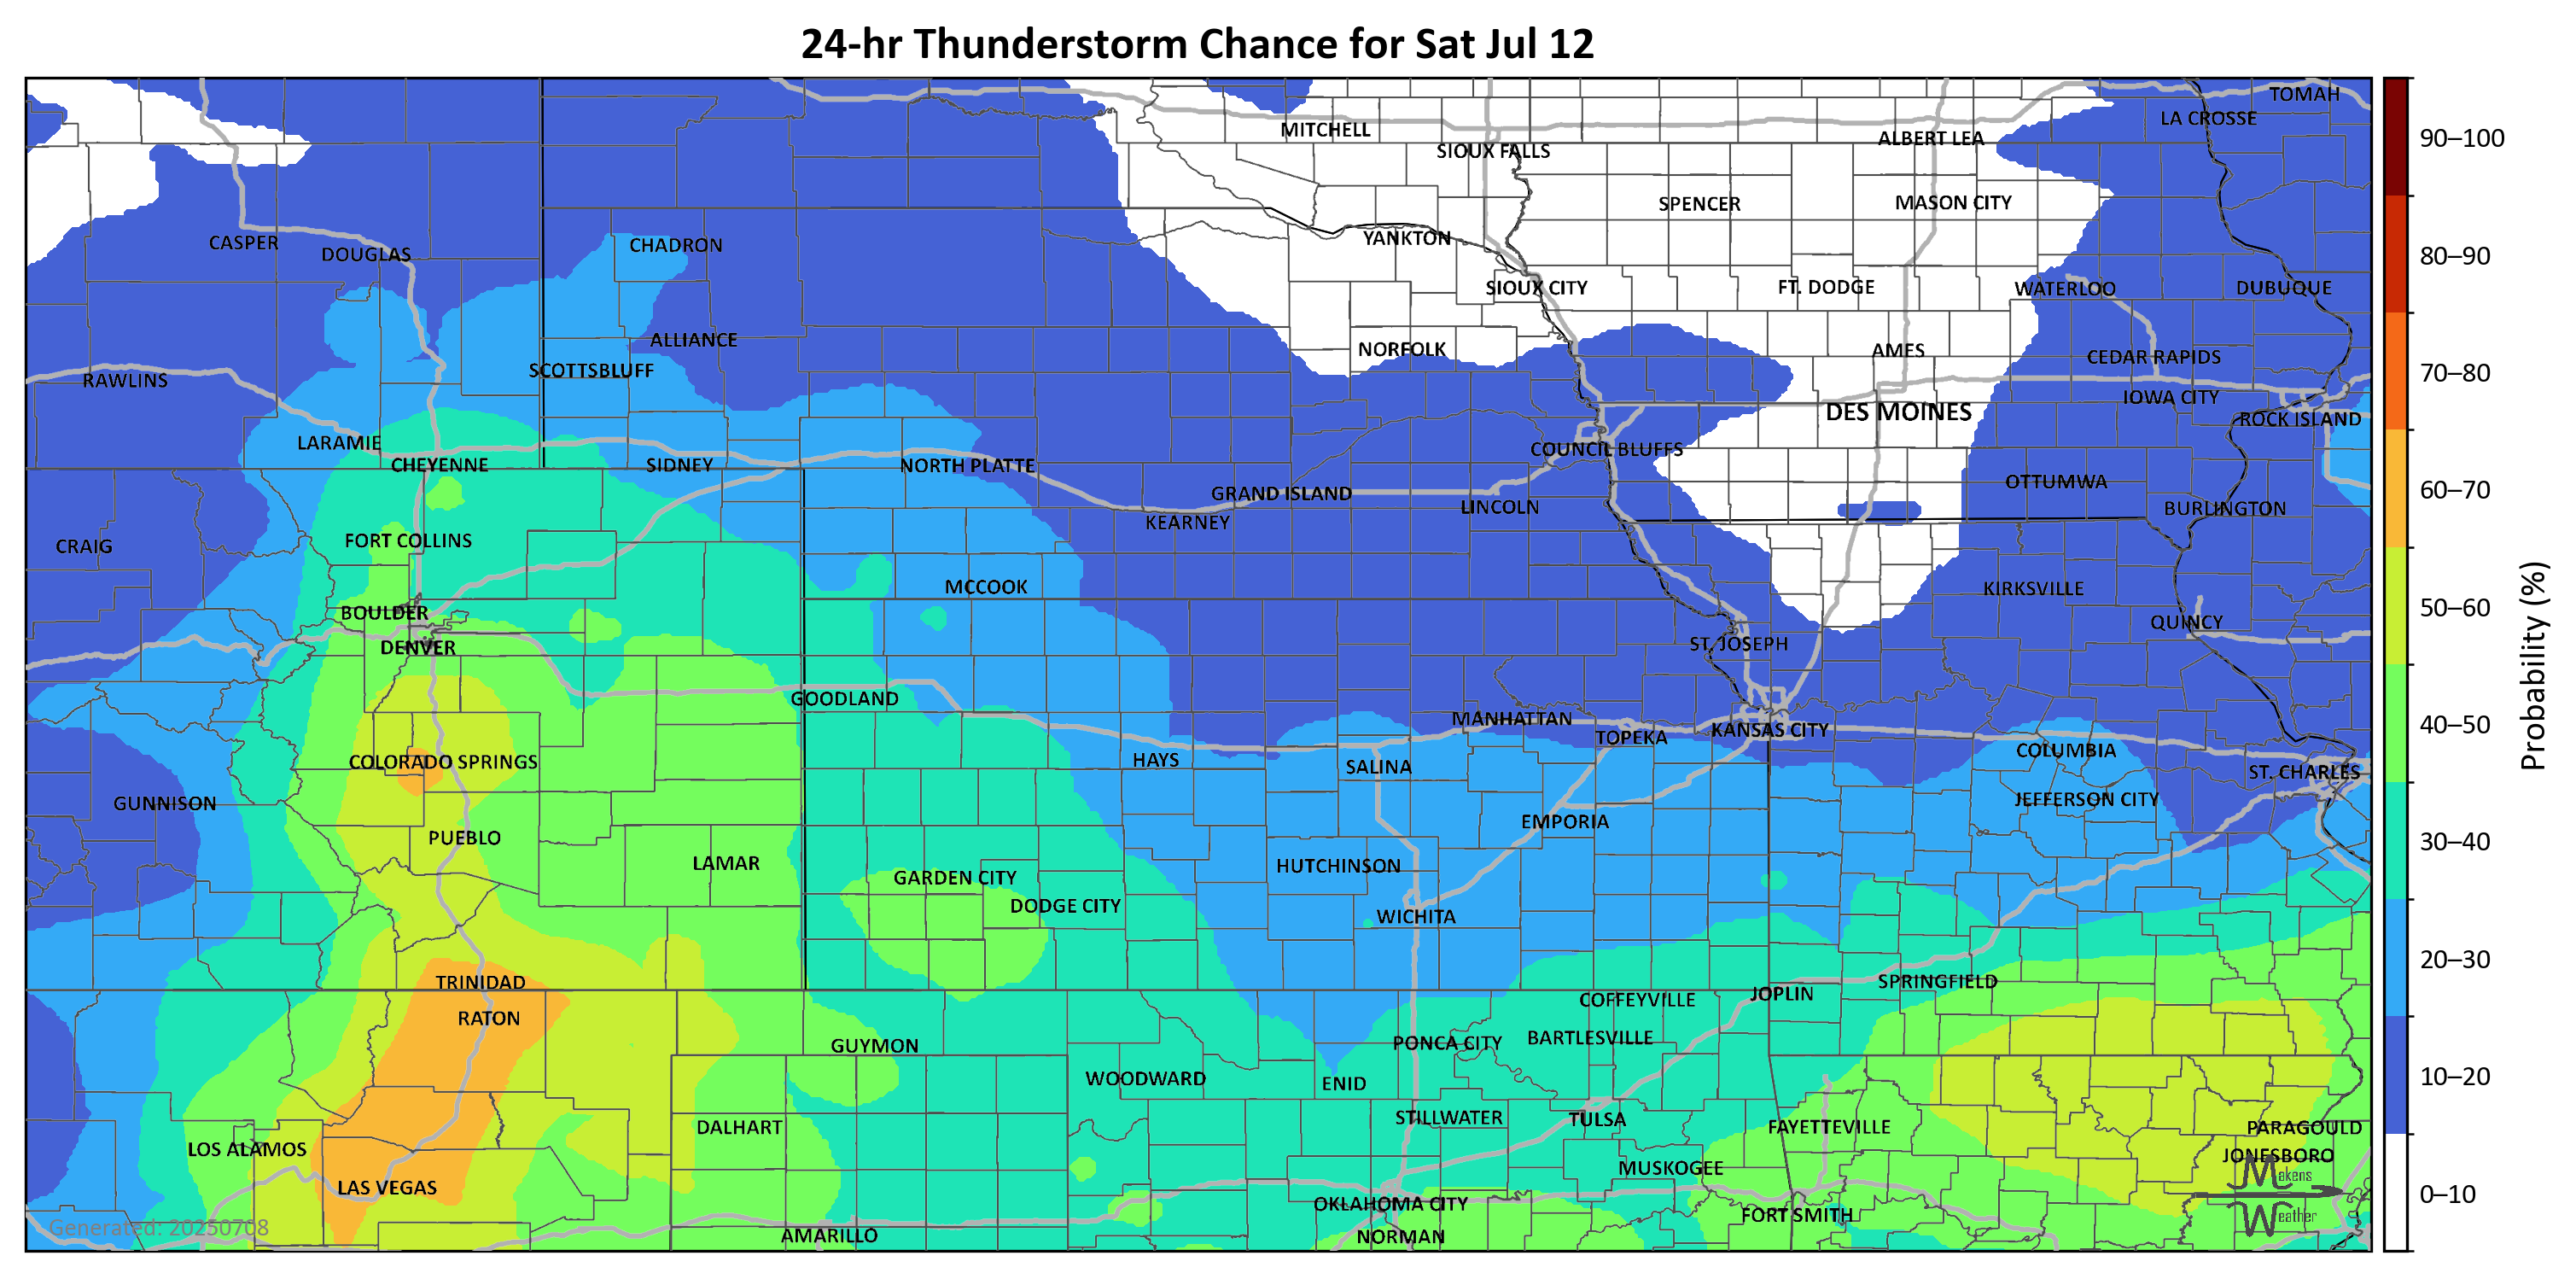 24-hr Thunderstorm Chance for Sat Jul 12
TOMAH
LA CROSSE
MITCHELL
ALBERT LEA
90–100
SIOUX FALLS
SPENCER
MASON CITY
CASPER
DOUGLAS
CHADRON
YANKTON
80–90
SIOUX CITY
FT. DODGE
WATERLOO
DUBUQUE
ALLIANCE
NORFOLK
AMES
CEDAR RAPIDS
RAWLINS
SCOTTSBLUFF
70–80
IOWA CITY
DES MOINES
ROCK ISLAND
LARAMIE
COUNCIL BLUFFS
CHEYENNE
SIDNEY
NORTH PLATTE
OTTUMWA
60–70
GRAND ISLAND
LINCOLN
BURLINGTON
KEARNEY
CRAIG
FORT COLLINS
MCCOOK
KIRKSVILLE
BOULDER
50–60
QUINCY
DENVER
ST. JOSEPH
Probability (%)
GOODLAND
MANHATTAN
TOPEKA
KANSAS CITY
40–50
COLUMBIA
COLORADO SPRINGS
HAYS
SALINA
ST. CHARLES
GUNNISON
JEFFERSON CITY
PUEBLO
EMPORIA
30–40
LAMAR
HUTCHINSON
GARDEN CITY
DODGE CITY
WICHITA
20–30
TRINIDAD
SPRINGFIELD
JOPLIN
COFFEYVILLE
RATON
GUYMON
PONCA CITY
BARTLESVILLE
WOODWARD
ENID
10–20
STILLWATER
TULSA
DALHART
FAYETTEVILLE
PARAGOULD
LOS ALAMOS
JONESBORO
MUSKOGEE
Makens
LAS VEGAS
OKLAHOMA CITY
0–10
FORT SMITH
Weather
Generated: 20250708
AMARILLO
NORMAN